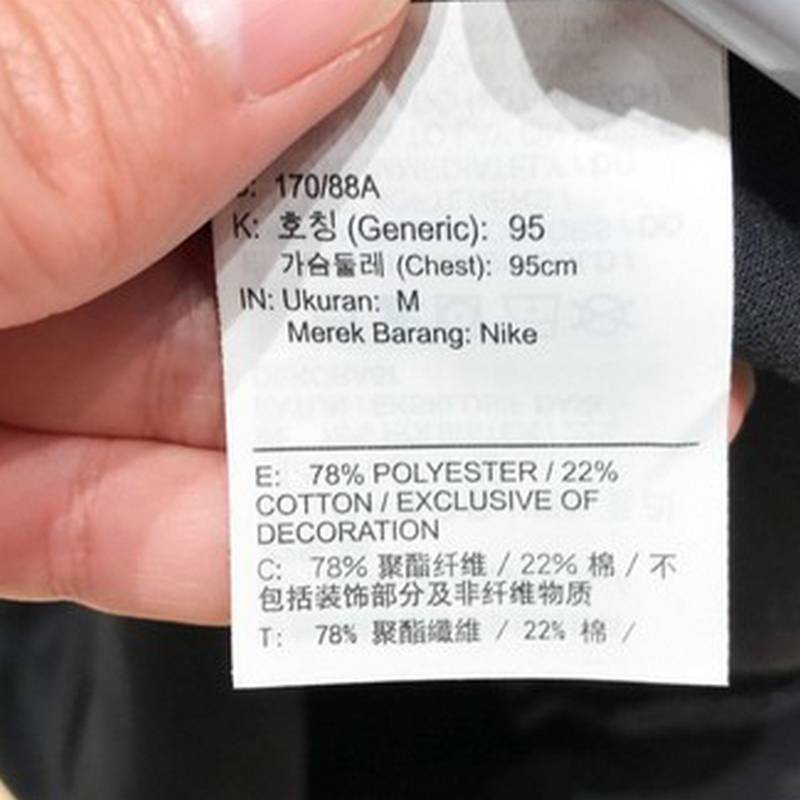 : 170/88A
K: 호칭 (Generic): 95
가슴둘레 (Chest): 95cm
IN: Ukuran: M
Merek Barang: Nike
E: 78% POLYESTER / 22%
COTTON / EXCLUSIVE OF
DECORATION
C: 78% 聚酯纤维 / 22% 棉 / 不
包括装饰部分及非纤维物质
T: 78% 聚酯纖維 / 22% 棉 /